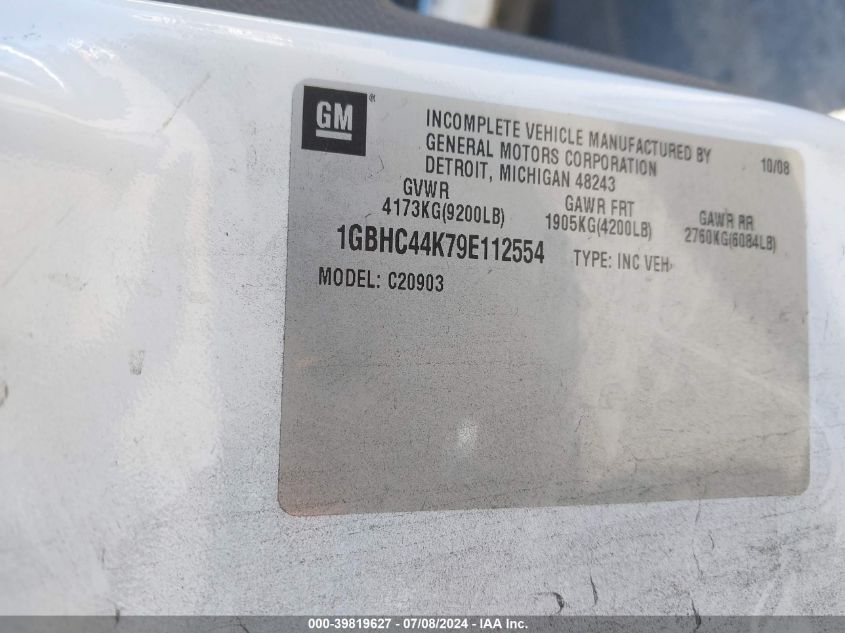 GM®
INCOMPLETE VEHICLE MANUFACTURED BY
GENERAL MOTORS CORPORATION
DETROIT, MICHIGAN 48243
10/08
GVWR GAWR FRT GAWR RR
4173KG(9200LB) 1905KG(4200LB) 2760KG(6084LB)
1GBHC44K79E112554 TYPE: INC VEH
MODEL: C20903
000-39819627 - 07/08/2024 - IAA Inc.